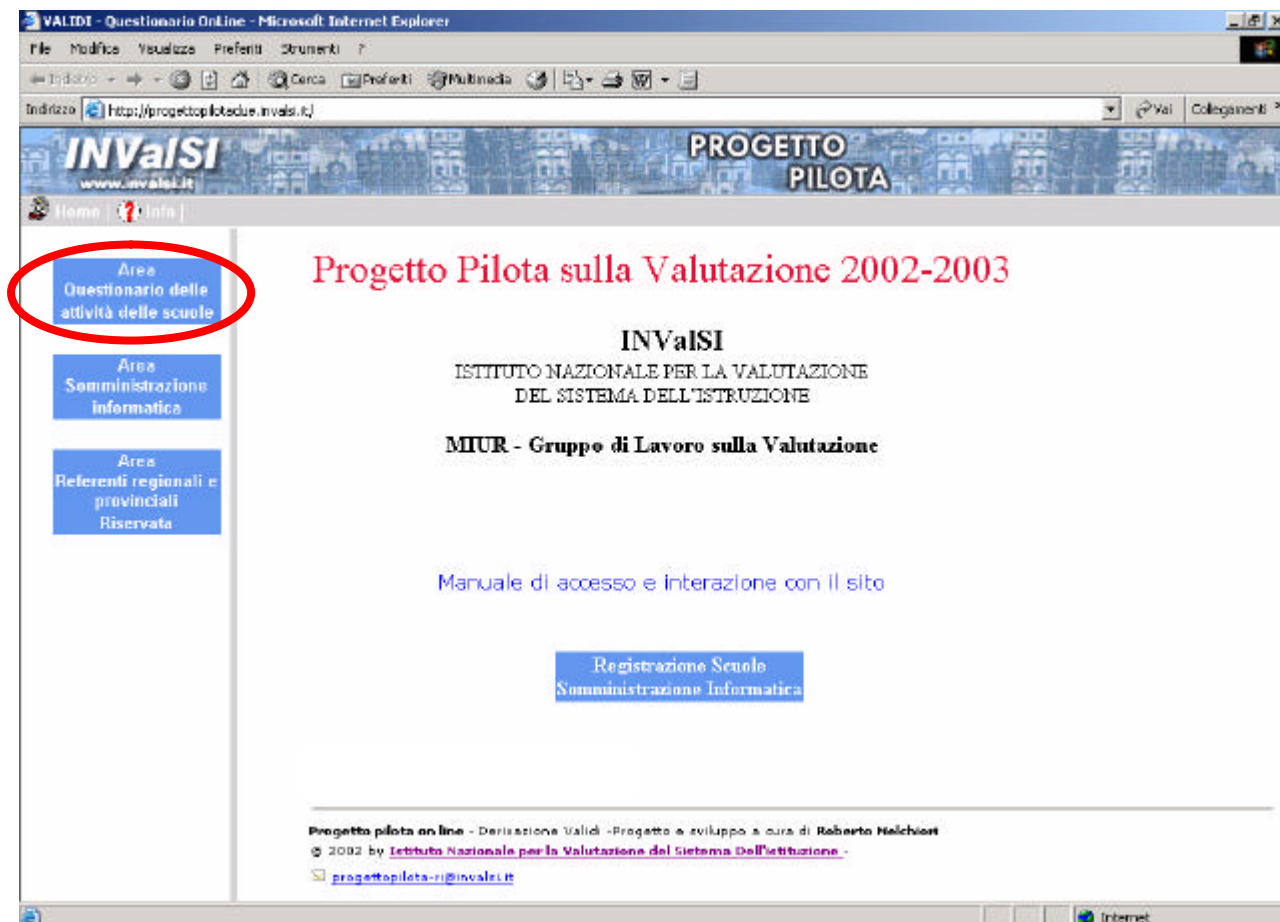 VALIDI - Questionario OnLine - Microsoft Internet Explorer
File Modifica Visualizza Preferiti Strumenti ?
Indietro Cerca Preferiti Multimedia
Indirizzo http://progettopilotadue.invalsi.it/ Vai Collegamenti »
INValSI
www.invalsi.it
PROGETTO
PILOTA
Home | Info |
Area
Questionario delle
attività delle scuole
Area
Somministrazione
informatica
Area
Referenti regionali e
provinciali
Riservata
Progetto Pilota sulla Valutazione 2002-2003
INValSI
ISTITUTO NAZIONALE PER LA VALUTAZIONE
DEL SISTEMA DELL'ISTRUZIONE
MIUR - Gruppo di Lavoro sulla Valutazione
Manuale di accesso e interazione con il sito
Registrazione Scuole
Somministrazione Informatica
Progetto pilota on line - Derivazione Validi -Progetto e sviluppo a cura di Roberto Melchiori
© 2002 by Istituto Nazionale per la Valutazione del Sistema Dell'istituzione -
progettopilota-ri@invalsi.it
Internet